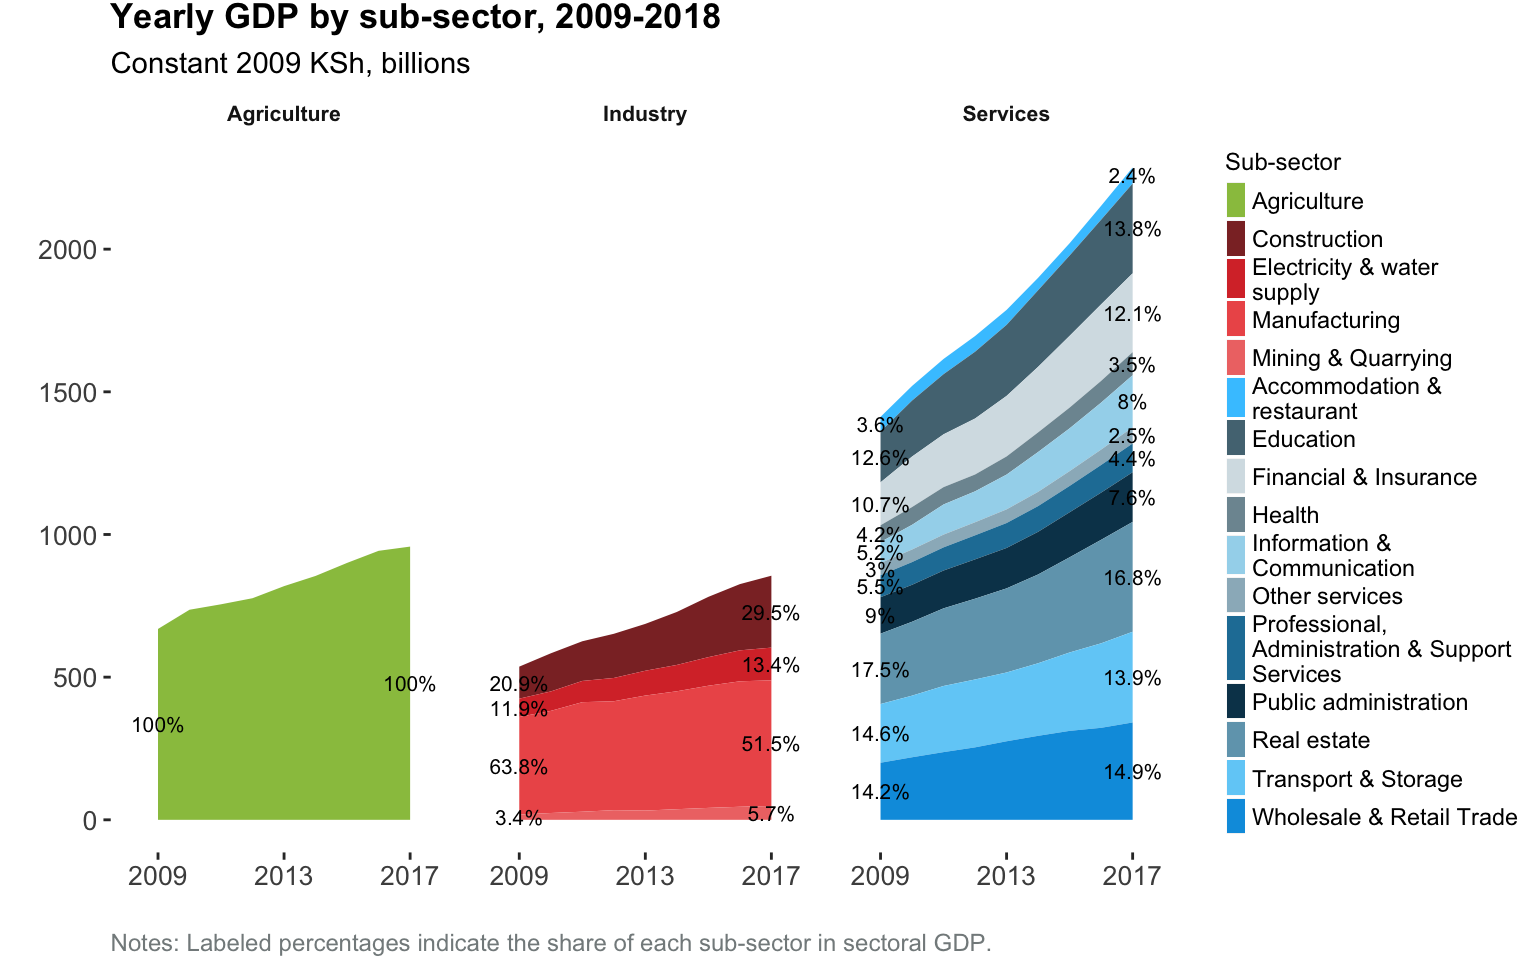 Yearly GDP by sub-sector, 2009-2018
Constant 2009 KSh, billions
Agriculture
Industry
Services
2000
1500
1000
500
0
100%
100%
20.9%
11.9%
63.8%
3.4%
29.5%
13.4%
51.5%
5.7%
3.6%
12.6%
10.7%
4.2%
5.2%
3%
5.5%
9%
17.5%
14.6%
14.2%
2.4%
13.8%
12.1%
3.5%
8%
2.5%
4.4%
7.6%
16.8%
13.9%
14.9%
2009 2013 2017
2009 2013 2017
2009 2013 2017
Sub-sector
Agriculture
Construction
Electricity & water
supply
Manufacturing
Mining & Quarrying
Accommodation &
restaurant
Education
Financial & Insurance
Health
Information &
Communication
Other services
Professional,
Administration & Support
Services
Public administration
Real estate
Transport & Storage
Wholesale & Retail Trade
Notes: Labeled percentages indicate the share of each sub-sector in sectoral GDP.